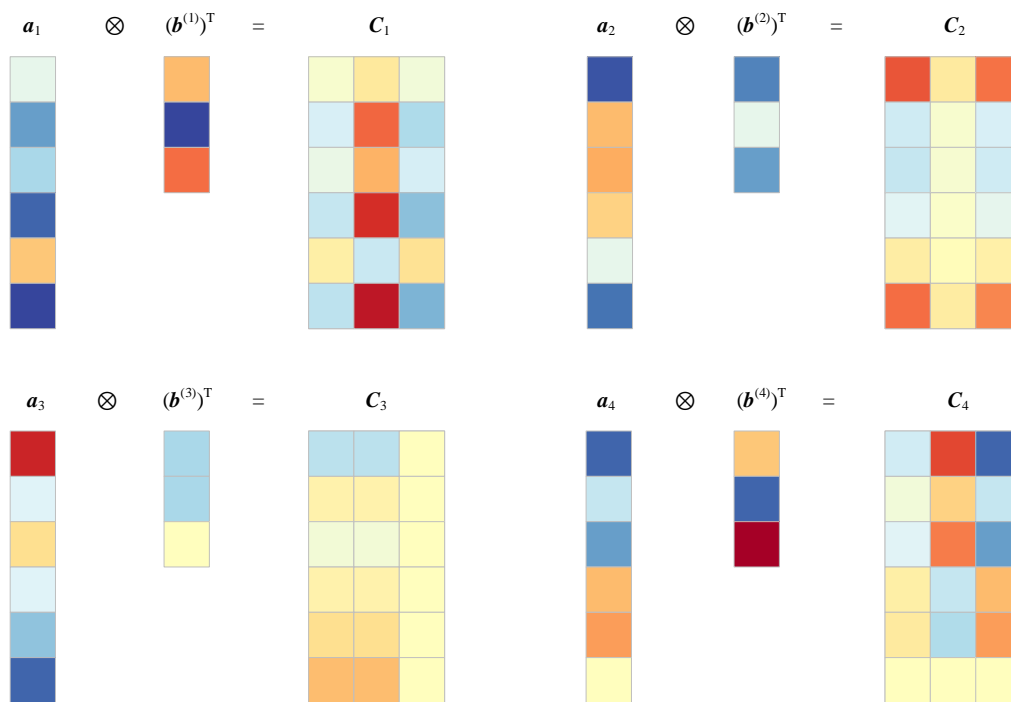 a₁ ⊗ (b⁽¹⁾)ᵀ = C₁ a₂ ⊗ (b⁽²⁾)ᵀ = C₂
a₃ ⊗ (b⁽³⁾)ᵀ = C₃ a₄ ⊗ (b⁽⁴⁾)ᵀ = C₄